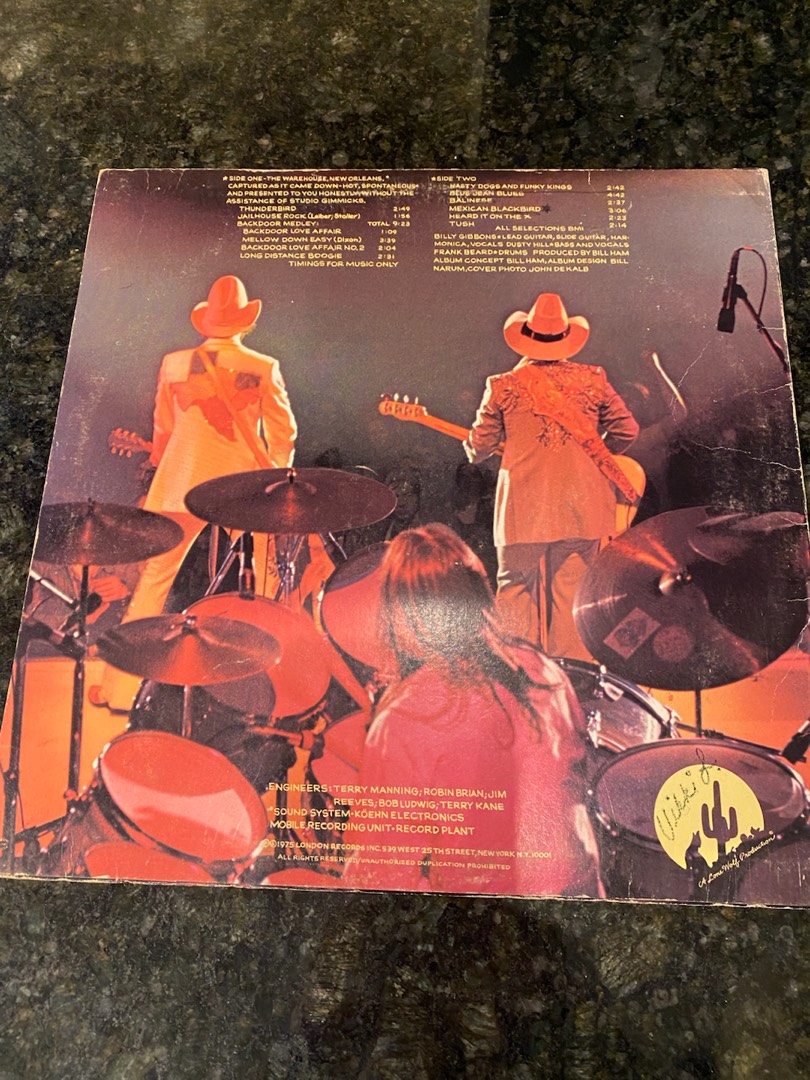 ★SIDE ONE-THE WAREHOUSE, NEW ORLEANS,"
CAPTURED AS IT CAME DOWN-HOT, SPONTANEOUS
AND PRESENTED TO YOU HONESTLY, WITHOUT THE
ASSISTANCE OF STUDIO GIMMICKS.
THUNDERBIRD 2:49
JAILHOUSE ROCK (Leiber; Stoller) 1:56
BACKDOOR MEDLEY: TOTAL 9:23
BACKDOOR LOVE AFFAIR 1:09
MELLOW DOWN EASY (Dixon) 3:39
BACKDOOR LOVE AFFAIR NO.2 2:04
LONG DISTANCE BOOGIE 2:31
TIMINGS FOR MUSIC ONLY
★SIDE TWO
NASTY DOGS AND FUNKY KINGS 2:42
BLUE JEAN BLUES 4:42
BALINESE 2:37
MEXICAN BLACKBIRD 3:06
HEARD IT ON THE X 2:23
TUSH 2:14
ALL SELECTIONS BMI
BILLY GIBBONS★LEAD GUITAR, SLIDE GUITAR, HAR-
MONICA, VOCALS DUSTY HILL★BASS AND VOCALS
FRANK BEARD★DRUMS PRODUCED BY BILL HAM
ALBUM CONCEPT BILL HAM, ALBUM DESIGN BILL
NARUM, COVER PHOTO JOHN DEKALB
ENGINEERS: TERRY MANNING; ROBIN BRIAN; JIM
REEVES; BOB LUDWIG; TERRY KANE
SOUND SYSTEM-KÖEHN ELECTRONICS
MOBILE RECORDING UNIT-RECORD PLANT
©℗1975 LONDON RECORDS INC. 539 WEST 25TH STREET, NEW YORK N.Y. 10001
ALL RIGHTS RESERVED/UNAUTHORISED DUPLICATION PROHIBITED
Vikki J.
A Lone Wolf Production